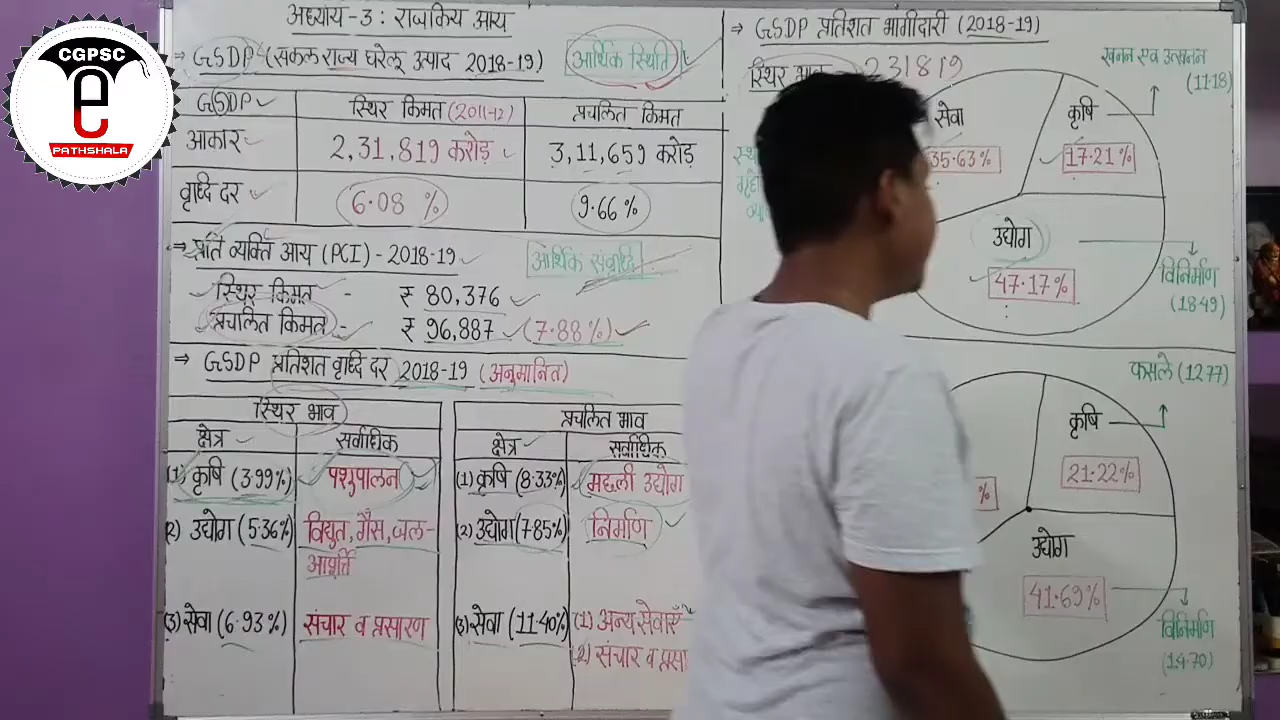 CGPSC
e
PATHSHALA
अध्याय-3 : राजकिय आय
→ GSDP (सकल राज्य घरेलू उत्पाद 2018-19)
आर्थिक स्थिति
GSDP
स्थिर किमत (2011-12)
प्रचलित किमत
आकार
2,31,819 करोड़
3,11,659 करोड़
वृध्दि दर
6.08 %
9.66%
→ प्रति व्यक्ति आय (PCI) - 2018-19
आर्थिक संवृध्दि
स्थिर किमत - ₹ 80,376
प्रचलित किमत - ₹ 96,887 (7.88%)
→ GSDP प्रतिशत वृध्दि दर 2018-19 (अनुमानित)
स्थिर भाव
क्षेत्र
सर्वाधिक
(1) कृषि (3.99%)
पशुपालन
(2) उद्योग (5.36%)
विद्युत, गैस, जल-
आपूर्त्ति
(3) सेवा (6.93%)
संचार व प्रसारण
प्रचलित भाव
क्षेत्र
सर्वाधिक
(1) कृषि (8.33%)
मछली उद्योग
(2) उद्योग (7.85%)
निर्माण
(3) सेवा (11.40%)
(1) अन्य सेवाएँ
(2) संचार व प्रसा
→ GSDP प्रतिशत भागीदारी (2018-19)
स्थिर भाव
231819
खनन एवं उत्खनन
(11.18)
सेवा
35.63%
कृषि
17.21%
उद्योग
47.17%
विनिर्माण
(18.49)
फसले (12.77)
कृषि
21.22%
%
उद्योग
41.69%
विनिर्माण
(14.70)